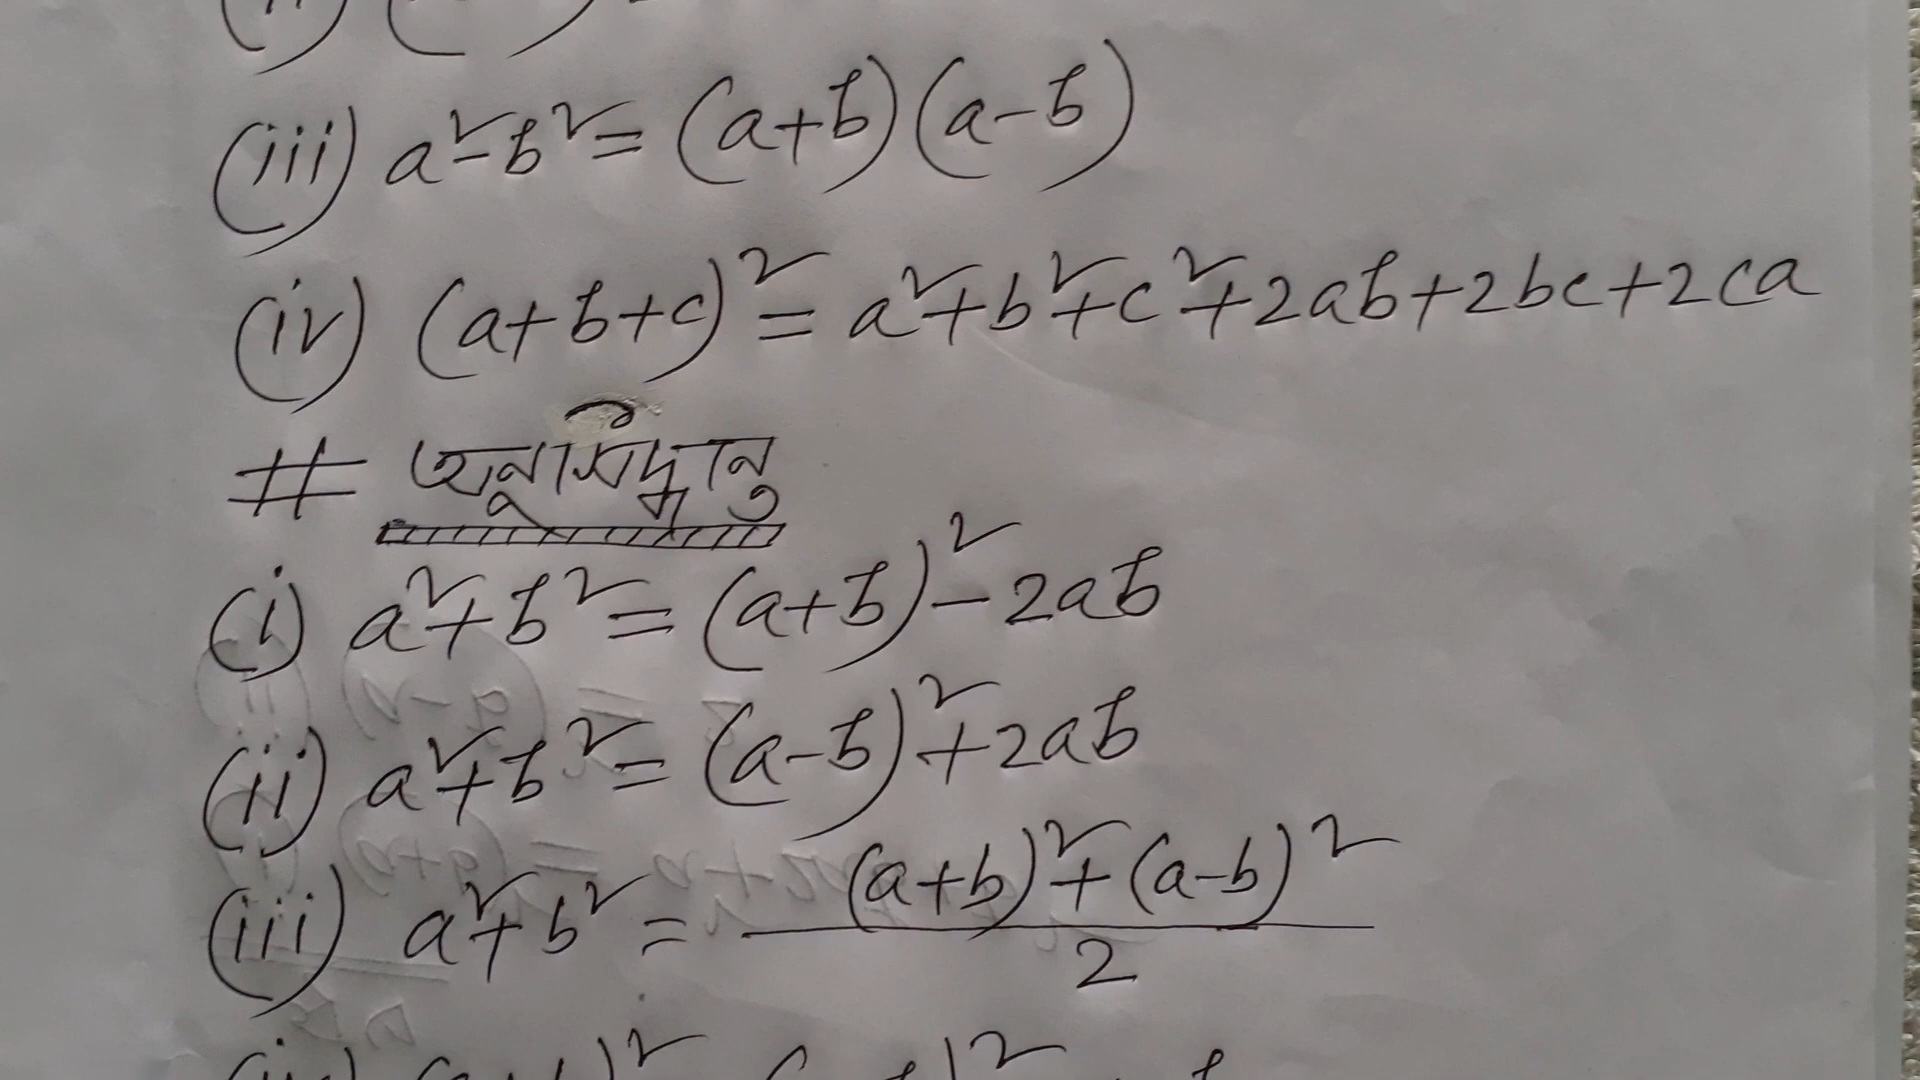 (iii) a²-b² = (a+b)(a-b)
(iv) (a+b+c)² = a²+b²+c²+2ab+2bc+2ca
# অনুসিদ্ধান্ত
(i) a²+b² = (a+b)²-2ab
(ii) a²+b² = (a-b)²+2ab
(iii) a²+b² = (a+b)²+(a-b)²
2